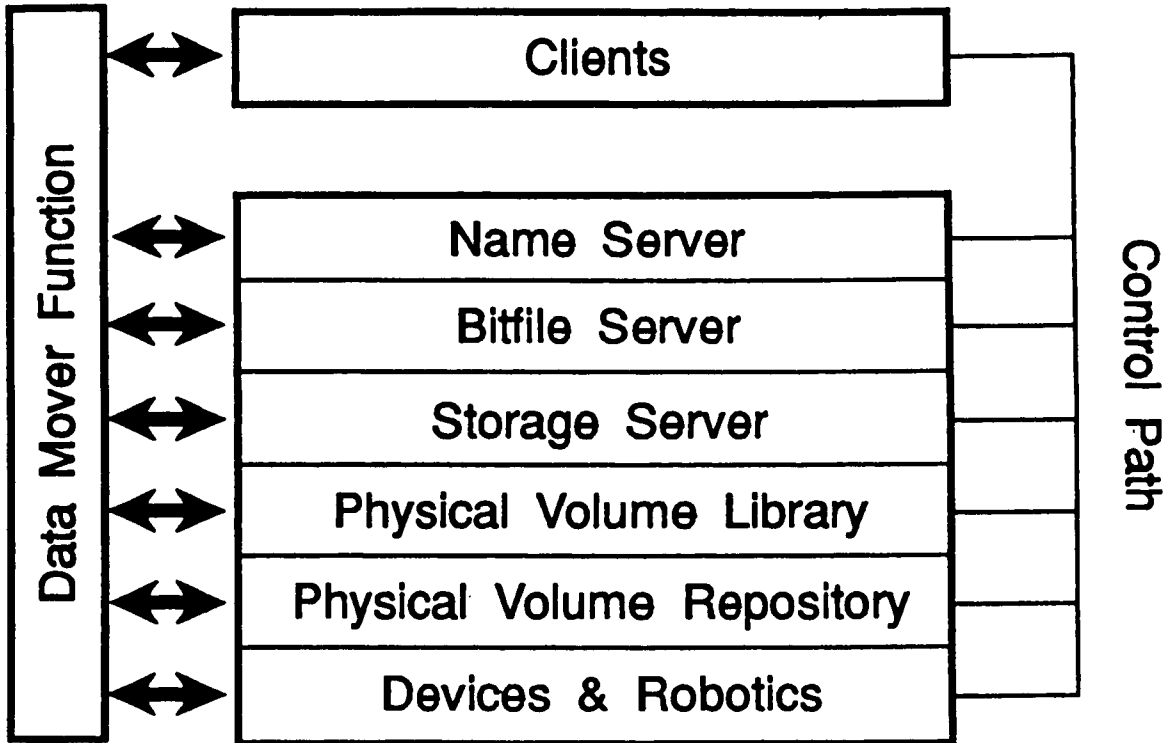 Data Mover Function
Clients
Name Server
Bitfile Server
Storage Server
Physical Volume Library
Physical Volume Repository
Devices & Robotics
Control Path